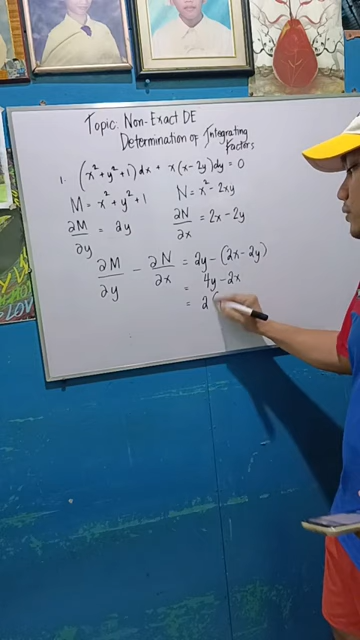 Topic: Non-Exact DE
Determination of Integrating Factors
1. (x² + y² + 1) dx + x(x - 2y) dy = 0
M = x² + y² + 1 N = x² - 2xy
∂M/∂y = 2y ∂N/∂x = 2x - 2y
∂M/∂y - ∂N/∂x = 2y - (2x - 2y)
= 4y - 2x
= 2(